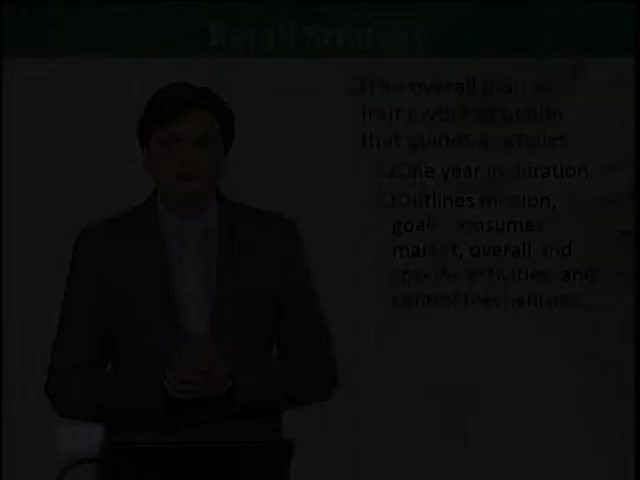 Retail Strategy
The overall plan or
framework of action
that guides a retailer
One year in duration
Outlines mission,
goals, consumer
market, overall and
specific activities, and
control mechanisms